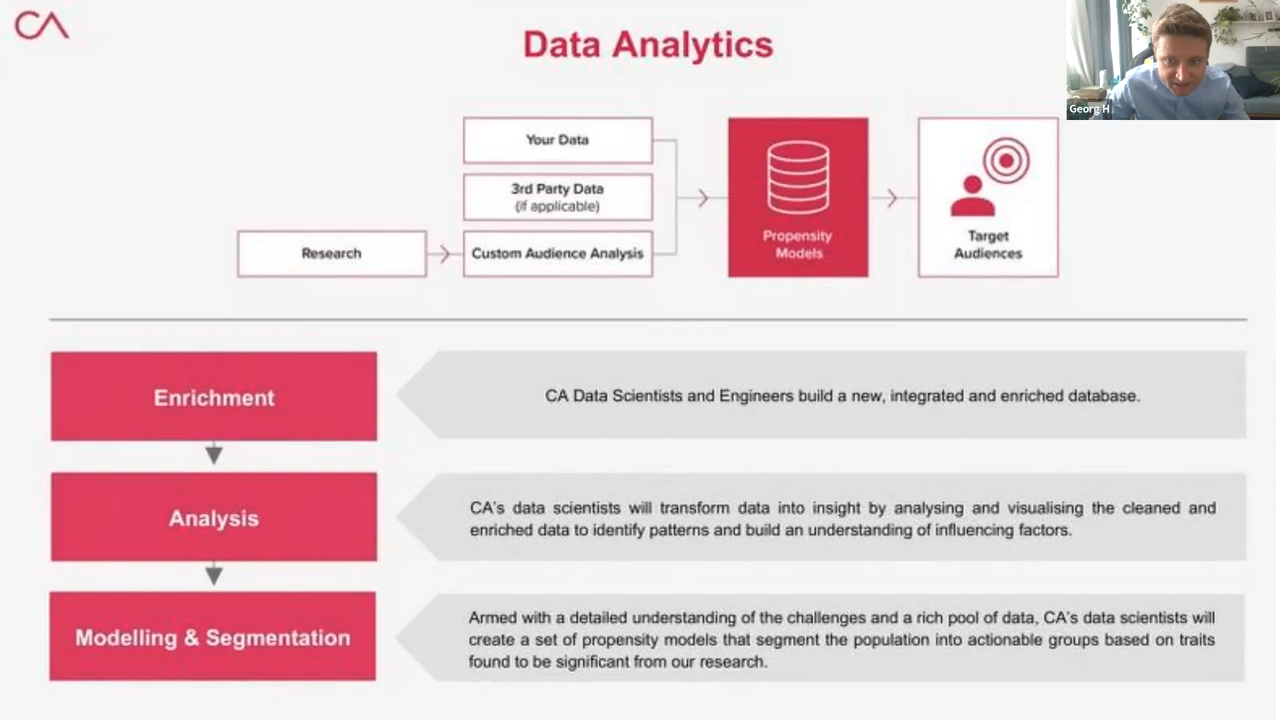 CA
Data Analytics
Georg H
Your Data
3rd Party Data
(if applicable)
Research
Custom Audience Analysis
Propensity
Models
Target
Audiences
Enrichment
CA Data Scientists and Engineers build a new, integrated and enriched database.
Analysis
CA's data scientists will transform data into insight by analysing and visualising the cleaned and
enriched data to identify patterns and build an understanding of influencing factors.
Modelling & Segmentation
Armed with a detailed understanding of the challenges and a rich pool of data, CA's data scientists will
create a set of propensity models that segment the population into actionable groups based on traits
found to be significant from our research.